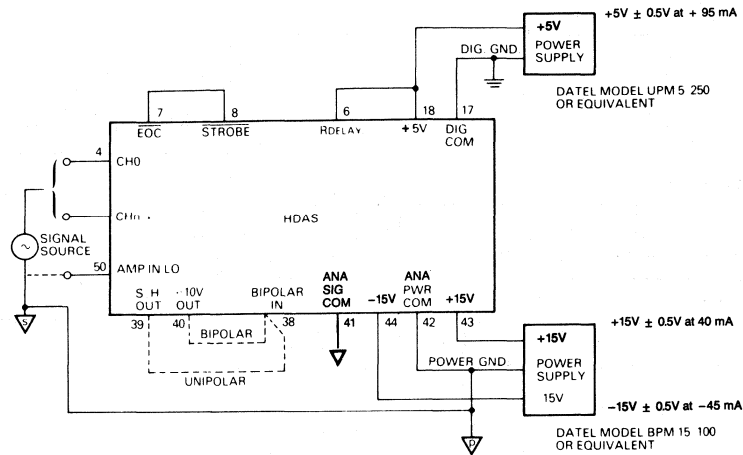 +5V ± 0.5V at + 95 mA
+5V
POWER
SUPPLY
DIG. GND.
DATEL MODEL UPM 5 250
OR EQUIVALENT
7
8
6
18
17
EOC
STROBE
RDELAY
+5V
DIG
COM
4
CH0
CHn
HDAS
SIGNAL
SOURCE
50
AMP IN LO
S H
OUT
10V
OUT
BIPOLAR
IN
ANA
SIG
COM
-15V
ANA
PWR
COM
+15V
39
40
38
41
44
42
43
BIPOLAR
UNIPOLAR
S
POWER GND.
+15V
POWER
SUPPLY
15V
+15V ± 0.5V at 40 mA
-15V ± 0.5V at -45 mA
P
DATEL MODEL BPM 15 100
OR EQUIVALENT